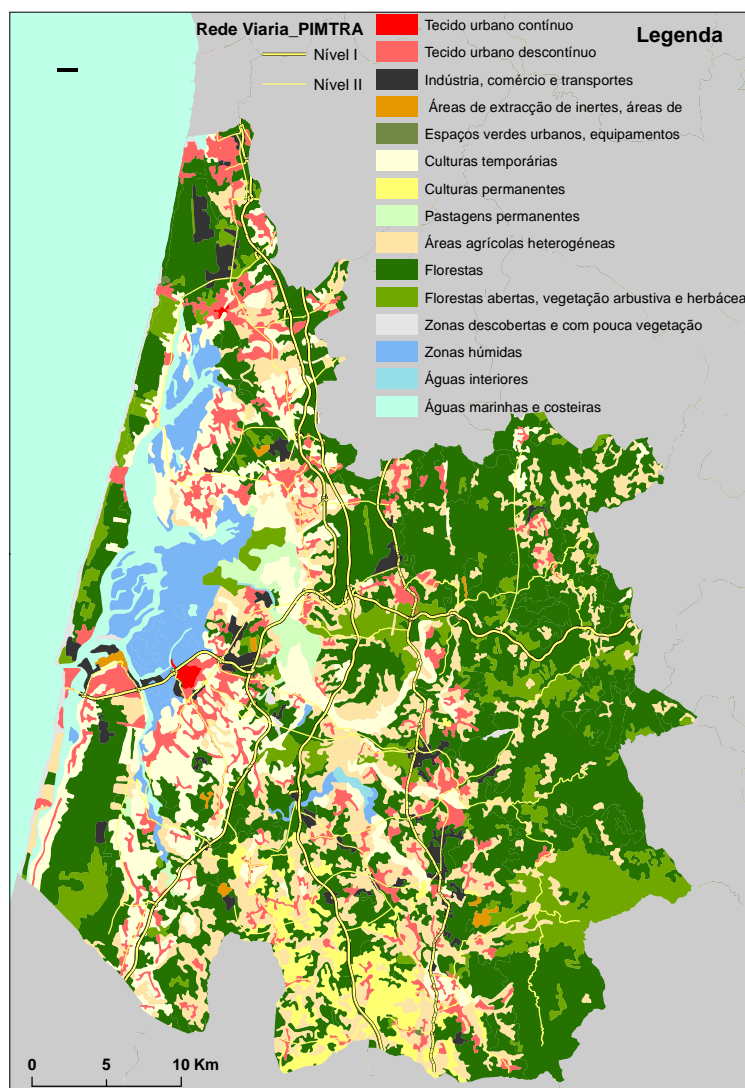 Rede Viaria_PIMTRA
Nível I
Nível II
Legenda
Tecido urbano contínuo
Tecido urbano descontínuo
Indústria, comércio e transportes
Áreas de extracção de inertes, áreas de
Espaços verdes urbanos, equipamentos
Culturas temporárias
Culturas permanentes
Pastagens permanentes
Áreas agrícolas heterogéneas
Florestas
Florestas abertas, vegetação arbustiva e herbácea
Zonas descobertas e com pouca vegetação
Zonas húmidas
Águas interiores
Águas marinhas e costeiras
0 5 10 Km